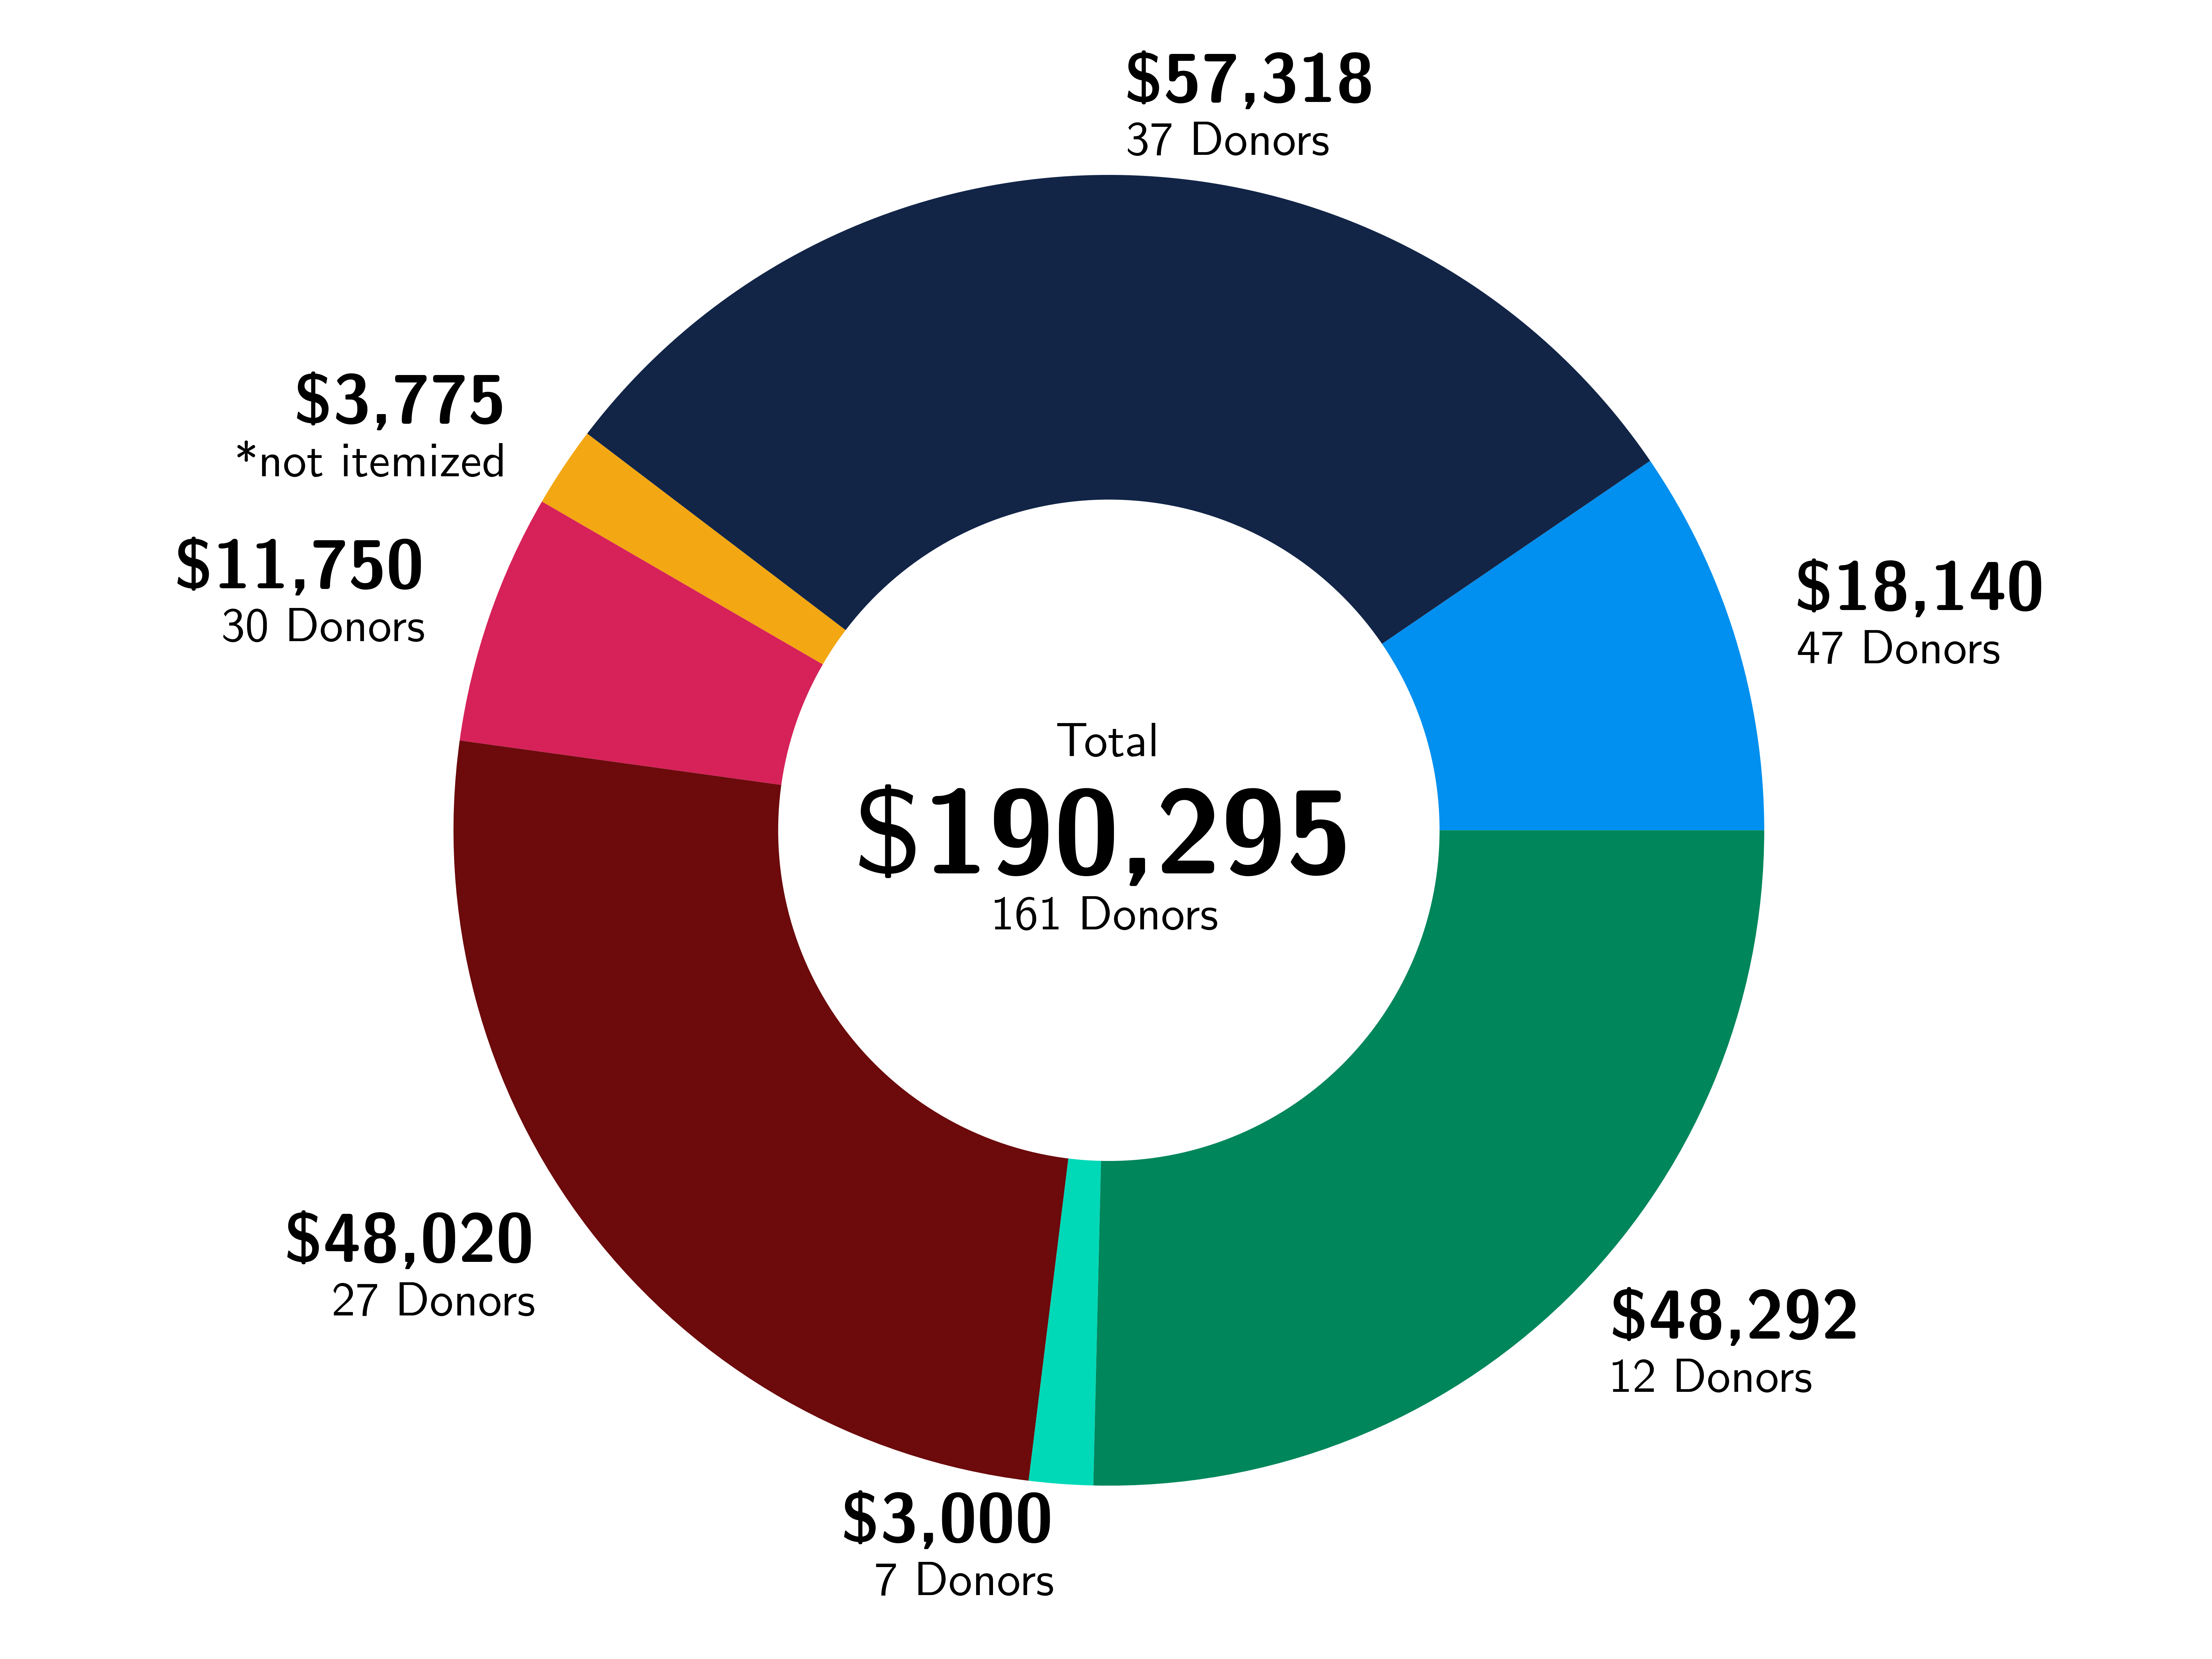 $57,318
37 Donors
$3,775
*not itemized
$11,750
30 Donors
$18,140
47 Donors
Total
$190,295
161 Donors
$48,020
27 Donors
$48,292
12 Donors
$3,000
7 Donors